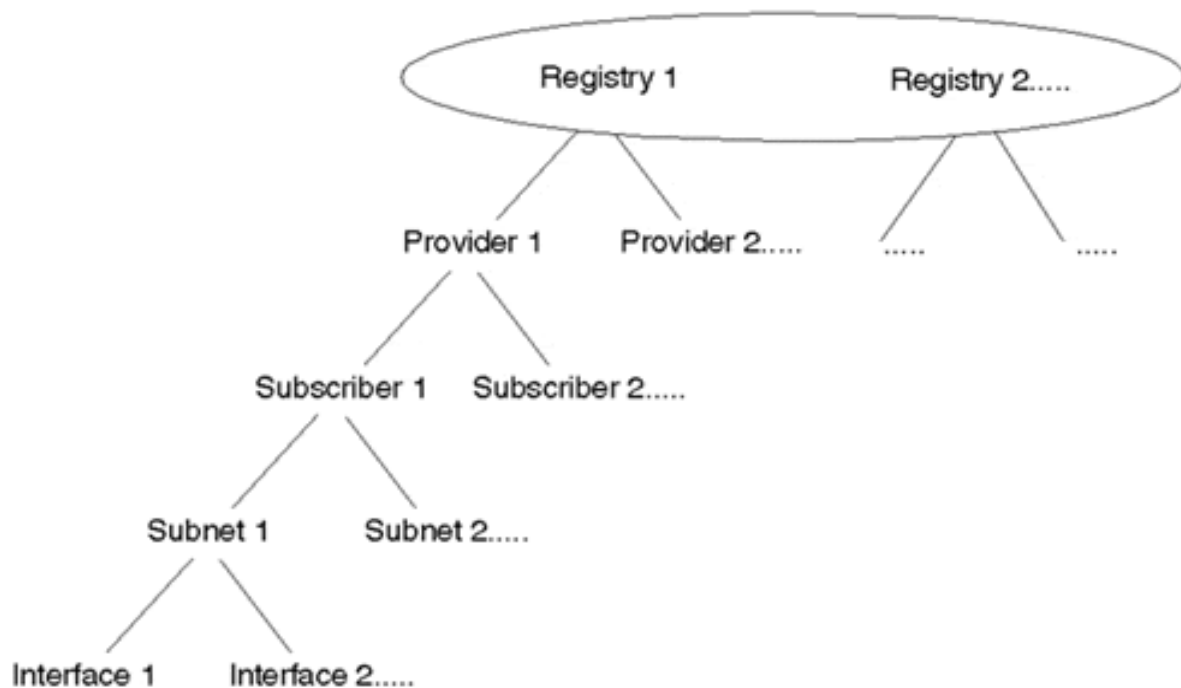 Registry 1 Registry 2.....
Provider 1 Provider 2..... ..... .....
Subscriber 1 Subscriber 2.....
Subnet 1 Subnet 2.....
Interface 1 Interface 2.....